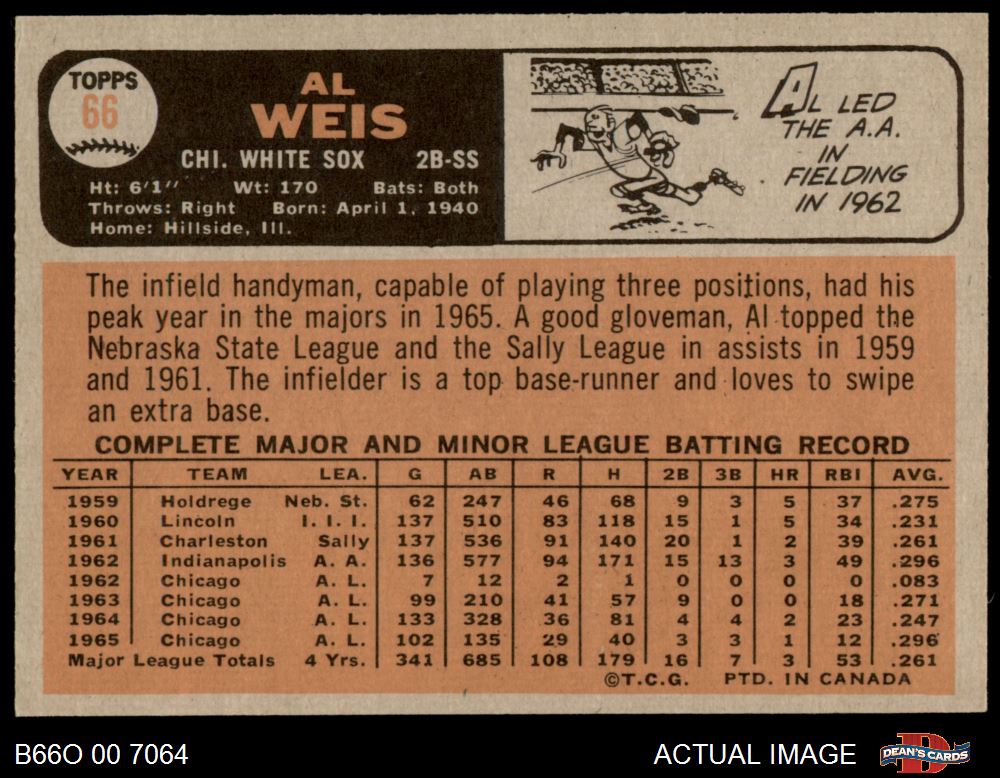 TOPPS
66
AL
WEIS
CHI. WHITE SOX 2B-SS
Ht: 6'1" Wt: 170 Bats: Both
Throws: Right Born: April 1, 1940
Home: Hillside, Ill.
AL LED
THE A.A.
IN
FIELDING
IN 1962
The infield handyman, capable of playing three positions, had his
peak year in the majors in 1965. A good gloveman, Al topped the
Nebraska State League and the Sally League in assists in 1959
and 1961. The infielder is a top base-runner and loves to swipe
an extra base.
COMPLETE MAJOR AND MINOR LEAGUE BATTING RECORD
YEAR TEAM LEA. G AB R H 2B 3B HR RBI AVG.
1959 Holdrege Neb. St. 62 247 46 68 9 3 5 37 .275
1960 Lincoln I. I. I. 137 510 83 118 15 1 5 34 .231
1961 Charleston Sally 137 536 91 140 20 1 2 39 .261
1962 Indianapolis A. A. 136 577 94 171 15 13 3 49 .296
1962 Chicago A. L. 7 12 2 1 0 0 0 0 .083
1963 Chicago A. L. 99 210 41 57 9 0 0 18 .271
1964 Chicago A. L. 133 328 36 81 4 4 2 23 .247
1965 Chicago A. L. 102 135 29 40 3 3 1 12 .296
Major League Totals 4 Yrs. 341 685 108 179 16 7 3 53 .261
©T.C.G. PTD. IN CANADA
B66O 00 7064
ACTUAL IMAGE
DEAN'S CARDS